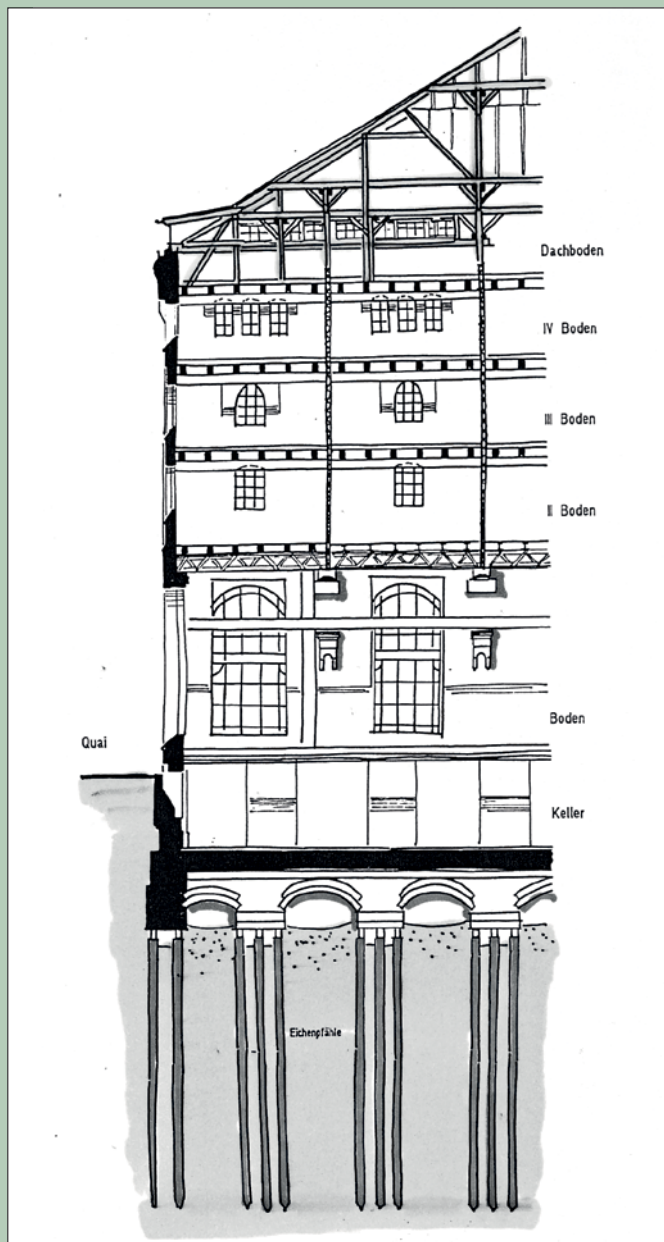 Dachboden
IV Boden
III Boden
II Boden
Boden
Quai
Keller
Eichenpfähle